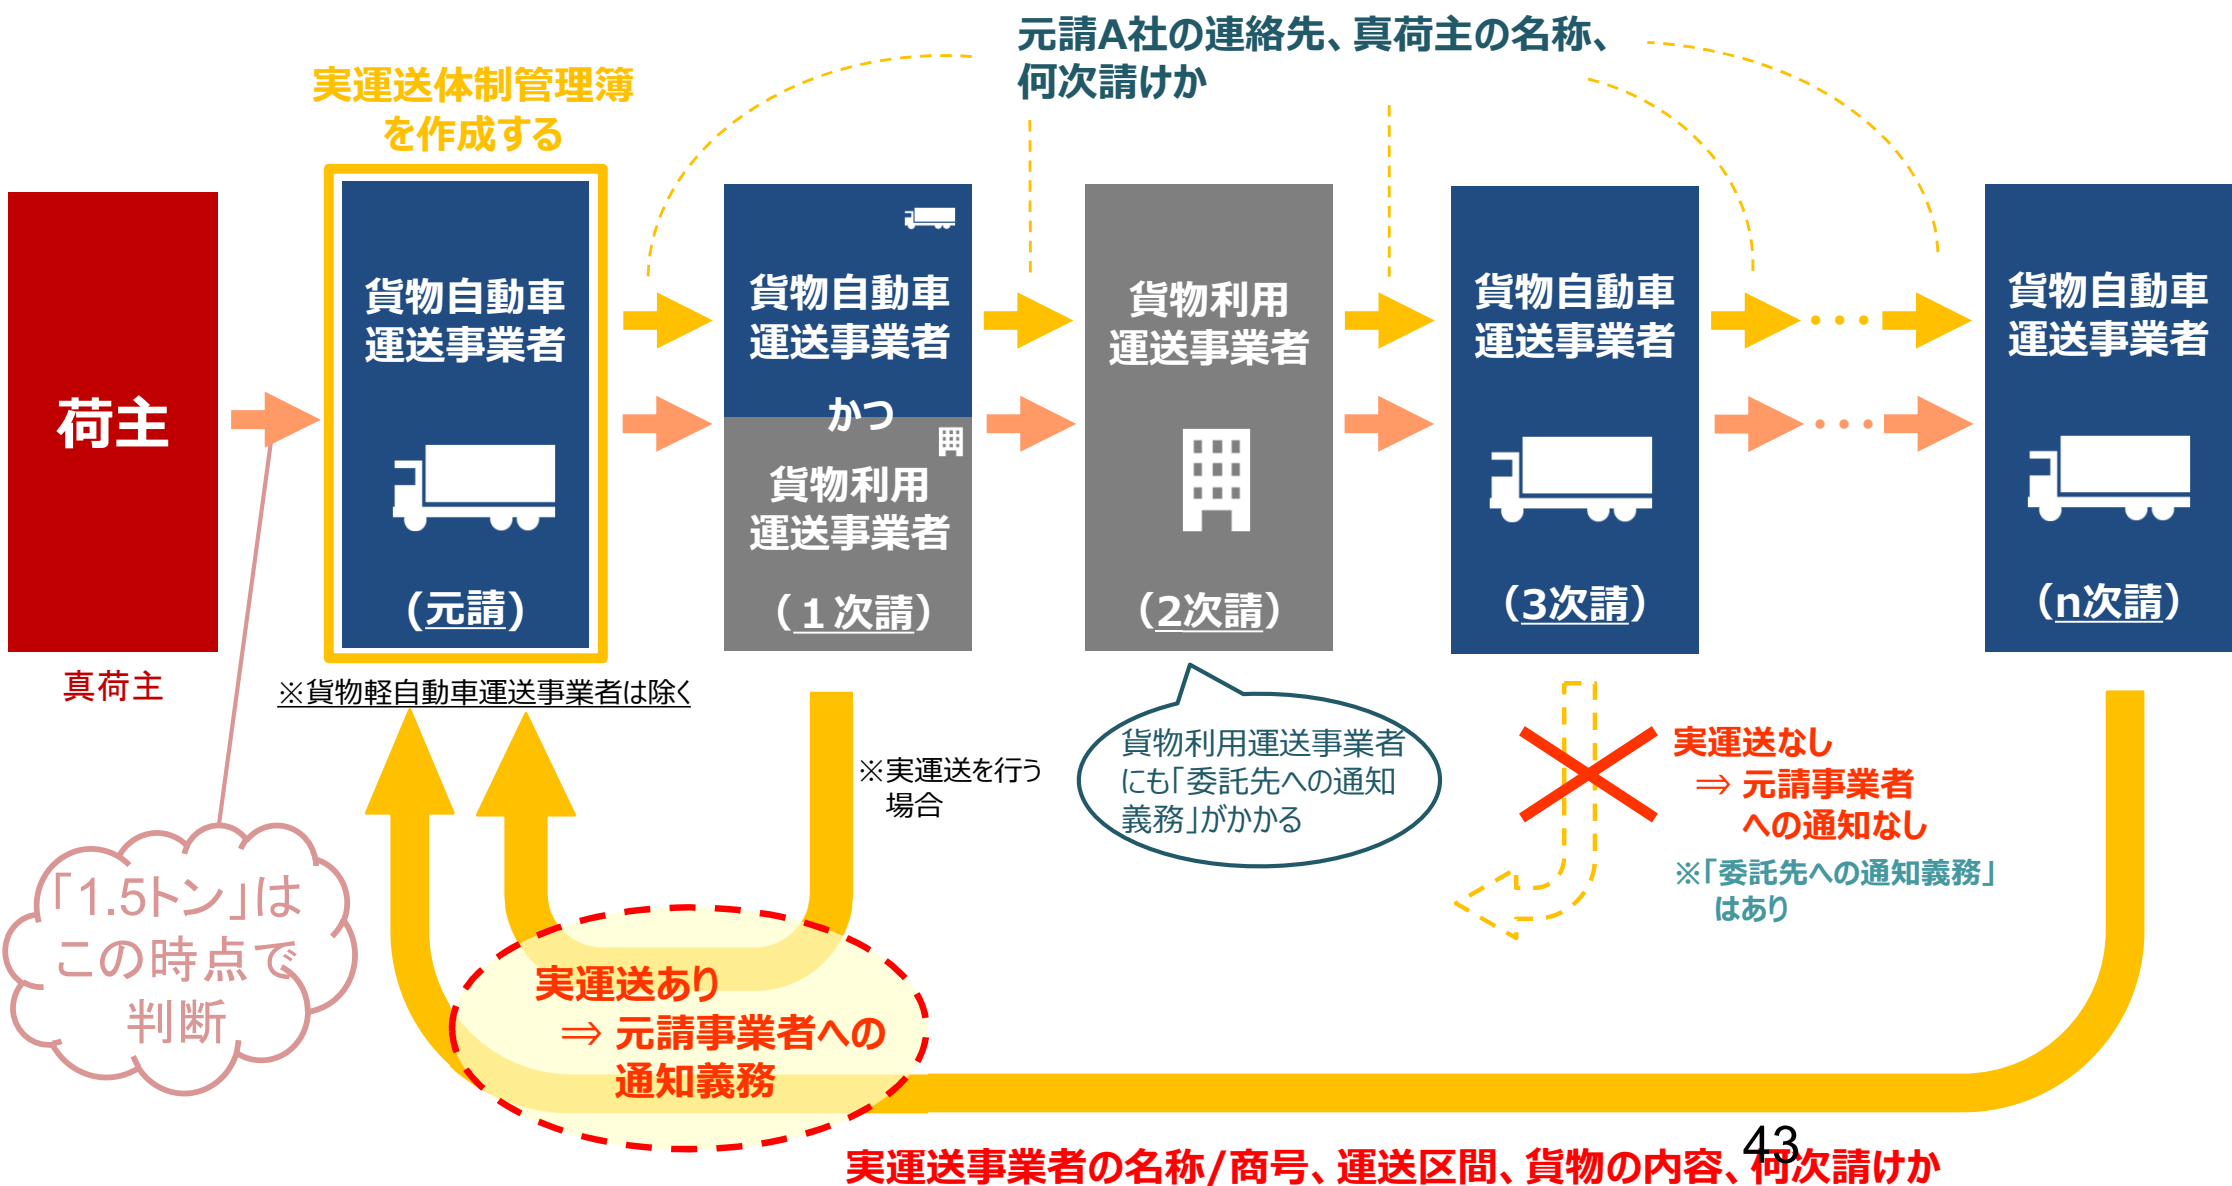 元請A社の連絡先、真荷主の名称、
何次請けか
実運送体制管理簿
を作成する
荷主
真荷主
貨物自動車
運送事業者
(元請)
※貨物軽自動車運送事業者は除く
貨物自動車
運送事業者
かつ
貨物利用
運送事業者
(１次請)
貨物利用
運送事業者
(2次請)
貨物自動車
運送事業者
(3次請)
貨物自動車
運送事業者
(n次請)
※実運送を行う
場合
貨物利用運送事業者
にも｢委託先への通知
義務｣がかかる
実運送なし
⇒ 元請事業者
への通知なし
※｢委託先への通知義務｣
はあり
｢1.5トン｣は
この時点で
判断
実運送あり
⇒ 元請事業者への
通知義務
実運送事業者の名称/商号、運送区間、貨物の内容、何次請けか
43